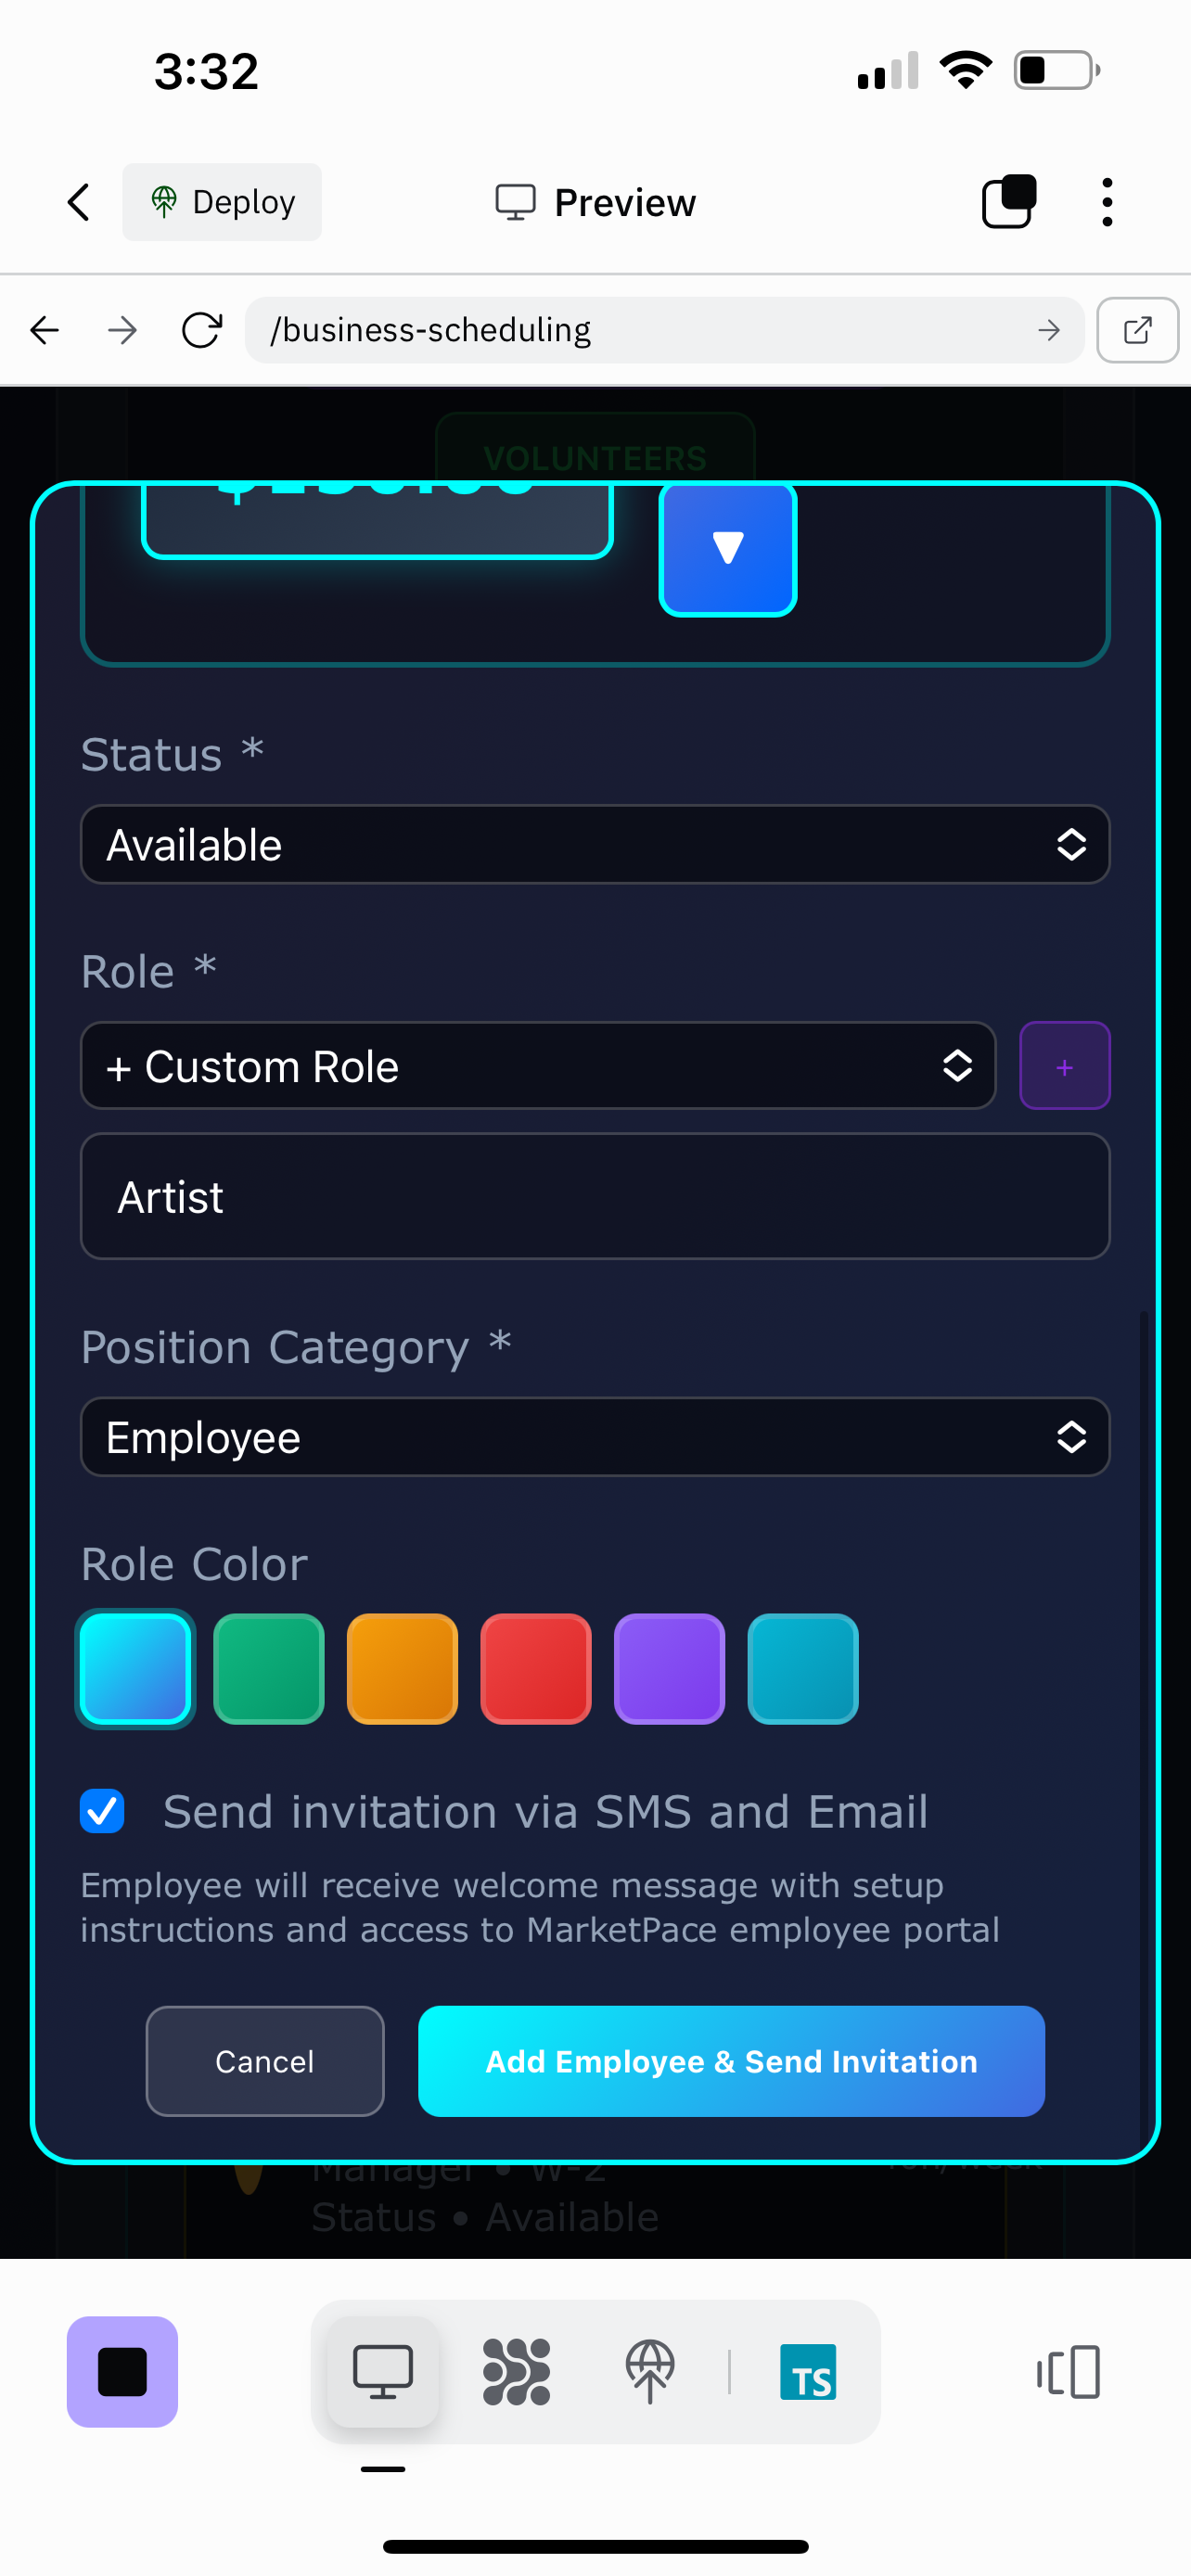 3:32
Deploy
Preview
/business-scheduling
VOLUNTEERS
Status *
Available
Role *
+ Custom Role
+
Artist
Position Category *
Employee
Role Color
Send invitation via SMS and Email
Employee will receive welcome message with setup
instructions and access to MarketPace employee portal
Cancel
Add Employee & Send Invitation
Manager • W-2
Status • Available
TS